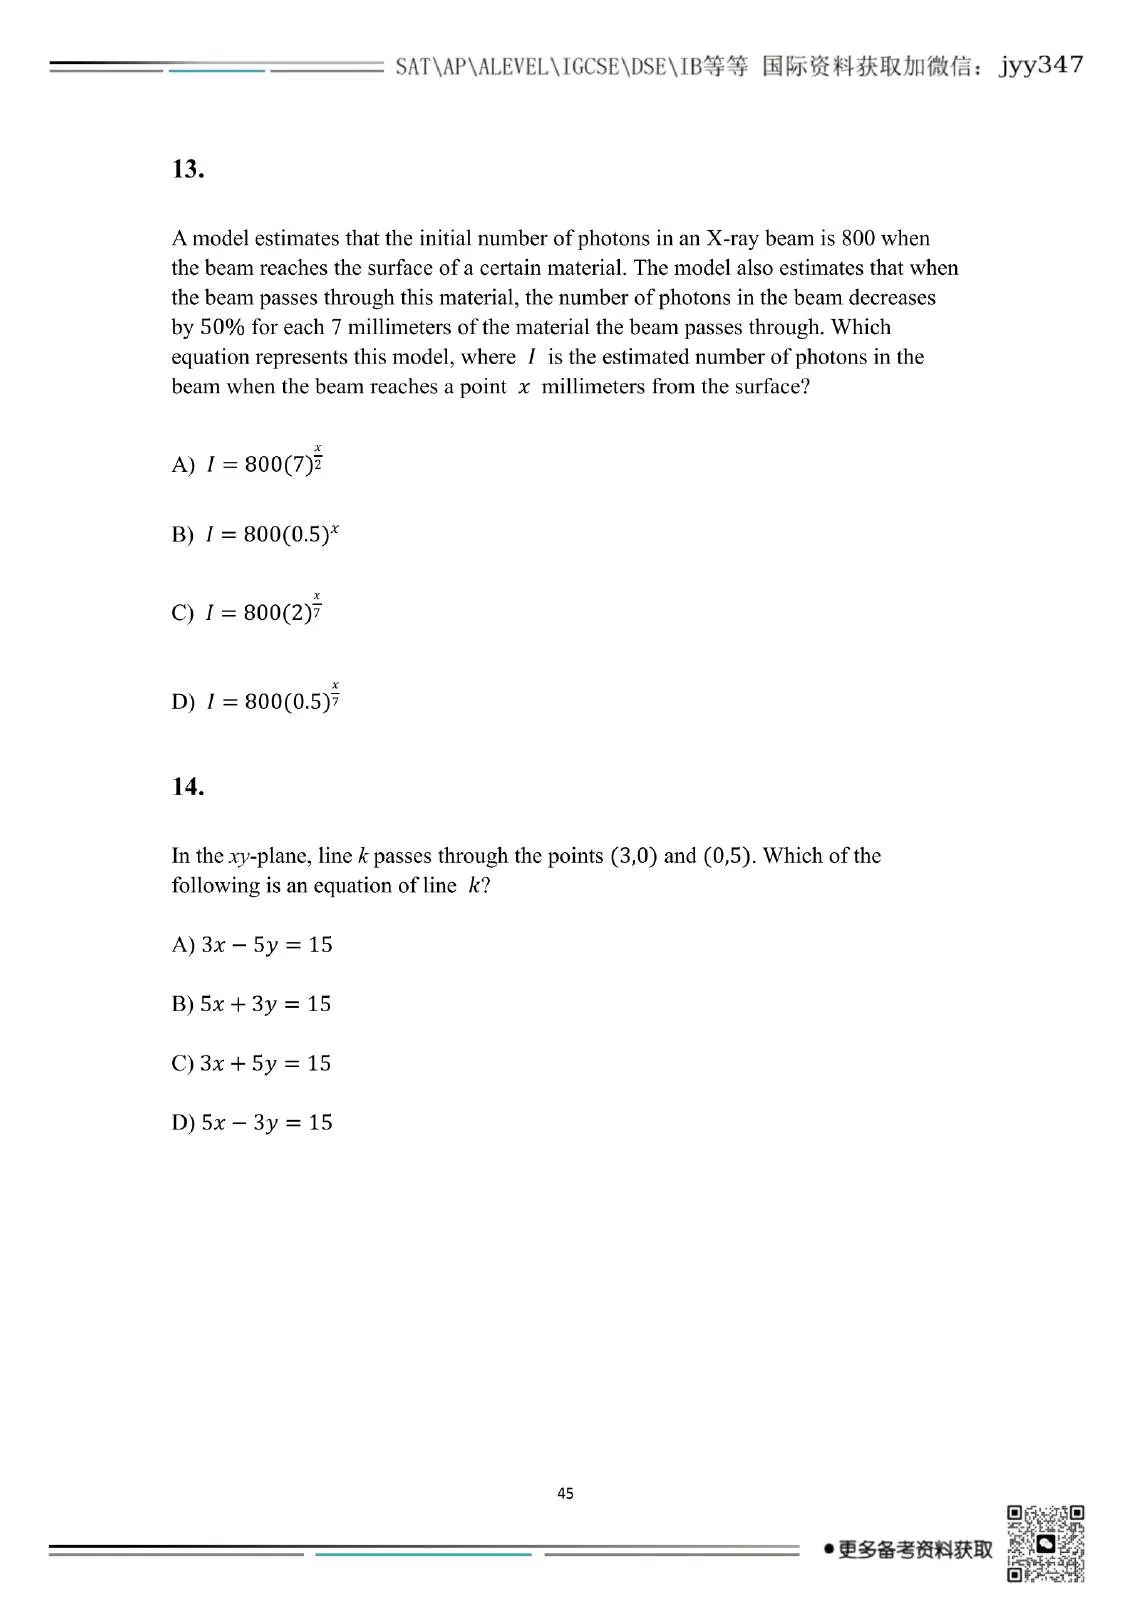 SAT\AP\ALEVEL\IGCSE\DSE\IB等等 国际资料获取加微信：jyy347
13.
A model estimates that the initial number of photons in an X-ray beam is 800 when
the beam reaches the surface of a certain material. The model also estimates that when
the beam passes through this material, the number of photons in the beam decreases
by 50% for each 7 millimeters of the material the beam passes through. Which
equation represents this model, where I is the estimated number of photons in the
beam when the beam reaches a point x millimeters from the surface?
A) I = 800(7)^{\frac{x}{2}}
B) I = 800(0.5)^{x}
C) I = 800(2)^{\frac{x}{7}}
D) I = 800(0.5)^{\frac{x}{7}}
14.
In the xy-plane, line k passes through the points (3,0) and (0,5). Which of the
following is an equation of line k?
A) 3x − 5y = 15
B) 5x + 3y = 15
C) 3x + 5y = 15
D) 5x − 3y = 15
45
●更多备考资料获取